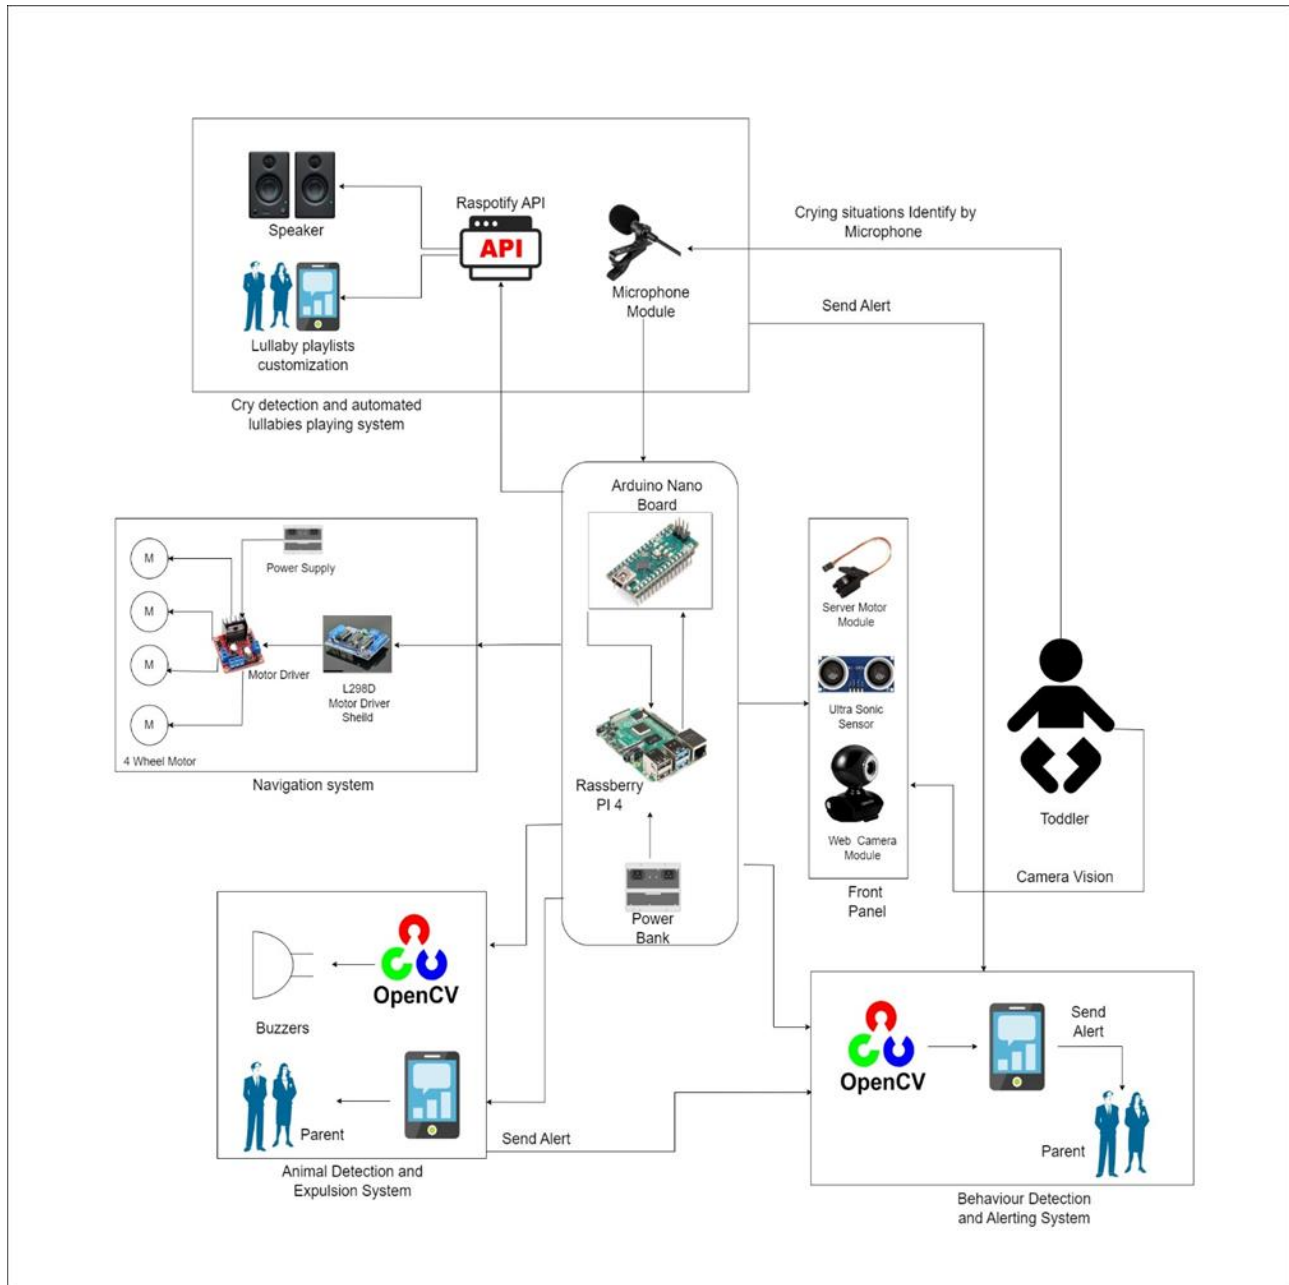 Raspotify API
API
Speaker
Lullaby playlists
customization
Microphone
Module
Crying situations Identify by
Microphone
Send Alert
Cry detection and automated
lullabies playing system
Arduino Nano
Board
M
M
M
M
Power Supply
Motor Driver
L298D
Motor Driver
Sheild
4 Wheel Motor
Navigation system
Rassberry
PI 4
Power
Bank
Server Motor
Module
Ultra Sonic
Sensor
Web Camera
Module
Front
Panel
Toddler
Camera Vision
OpenCV
Buzzers
Parent
Send Alert
Animal Detection and
Expulsion System
OpenCV
Send
Alert
Parent
Behaviour Detection
and Alerting System